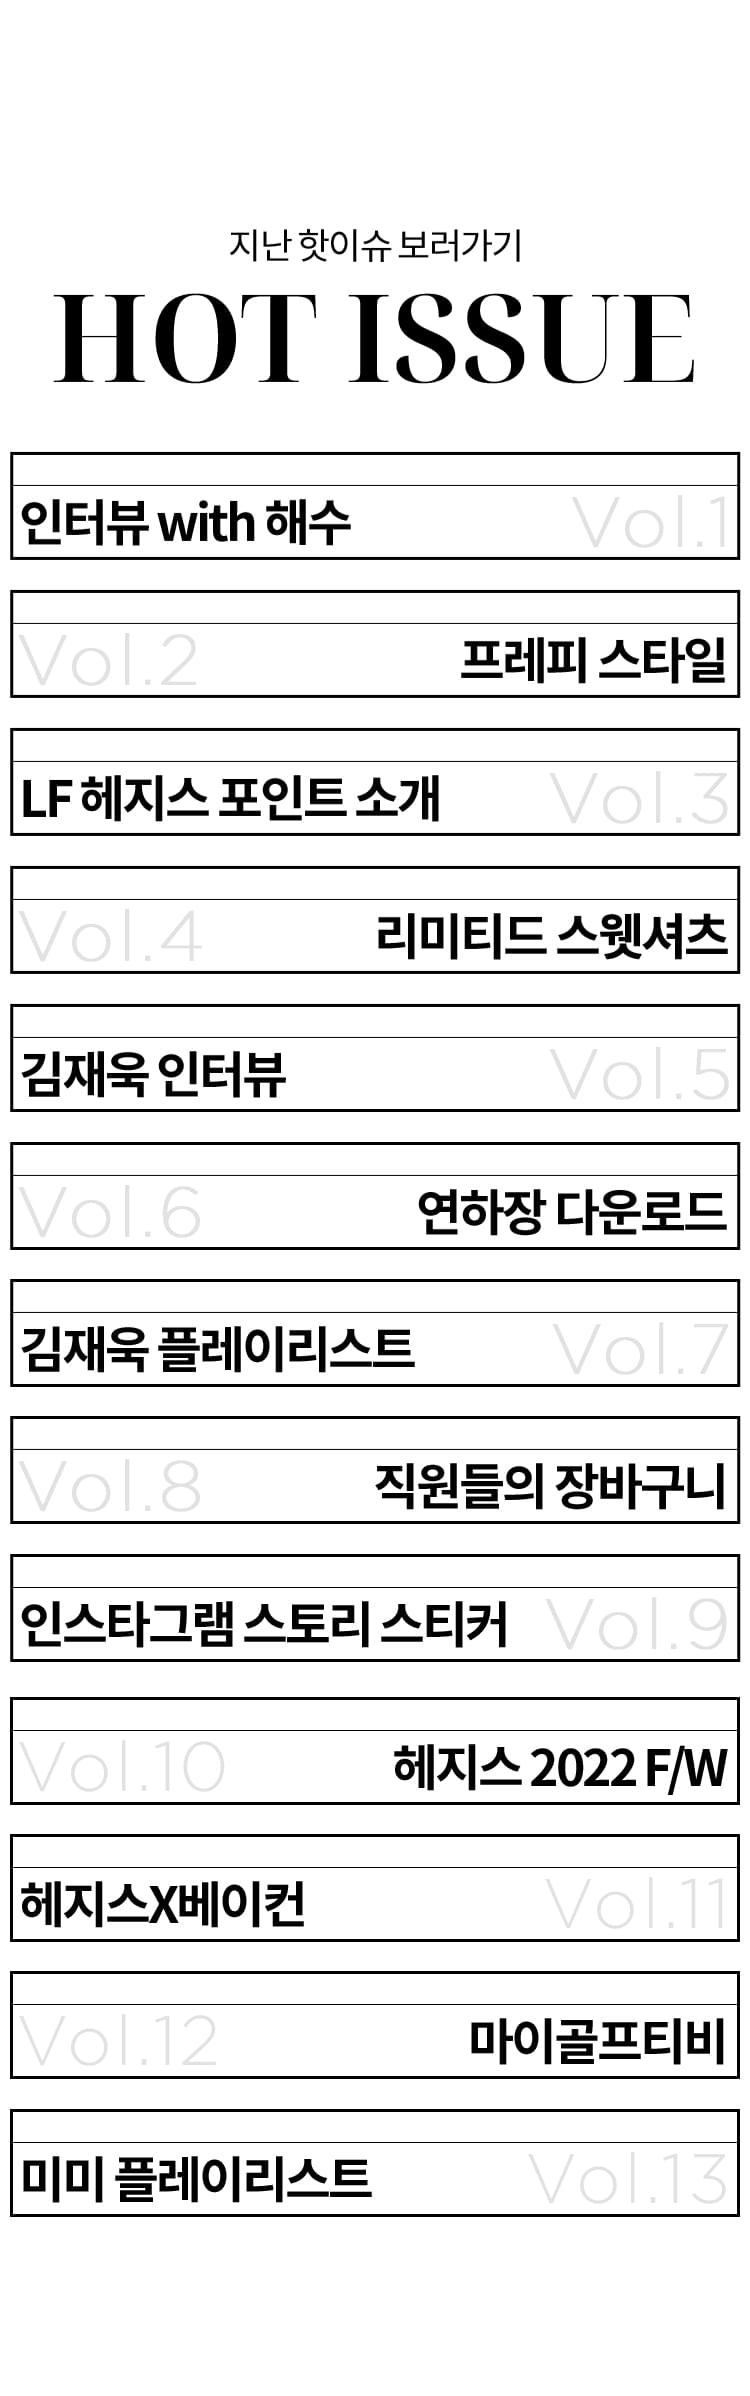 지난 핫이슈 보러가기
HOT ISSUE
인터뷰 with 해수 Vol.1
Vol.2 프레피 스타일
LF 헤지스 포인트 소개 Vol.3
Vol.4 리미티드 스웻셔츠
김재욱 인터뷰 Vol.5
Vol.6 연하장 다운로드
김재욱 플레이리스트 Vol.7
Vol.8 직원들의 장바구니
인스타그램 스토리 스티커 Vol.9
Vol.10 헤지스 2022 F/W
헤지스X베이컨 Vol.11
Vol.12 마이골프티비
미미 플레이리스트 Vol.13